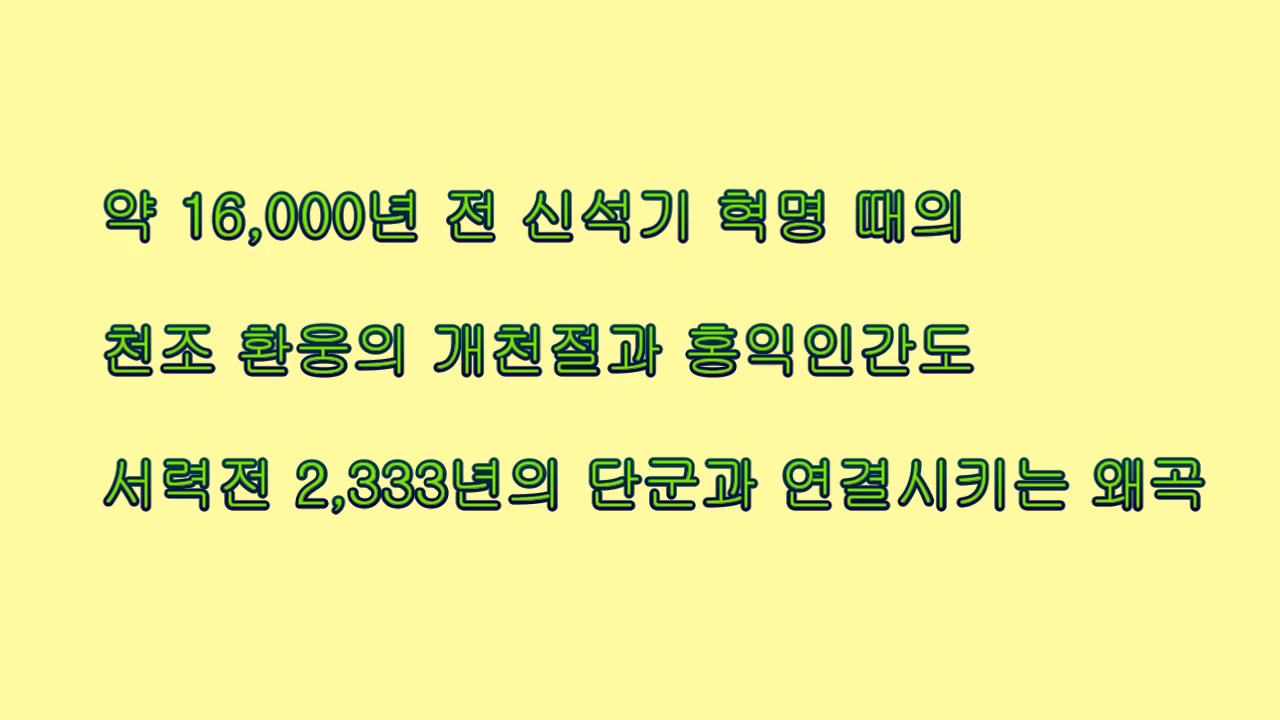 약 16,000년 전 신석기 혁명 때의
천조 환웅의 개천절과 홍익인간도
서력전 2,333년의 단군과 연결시키는 왜곡